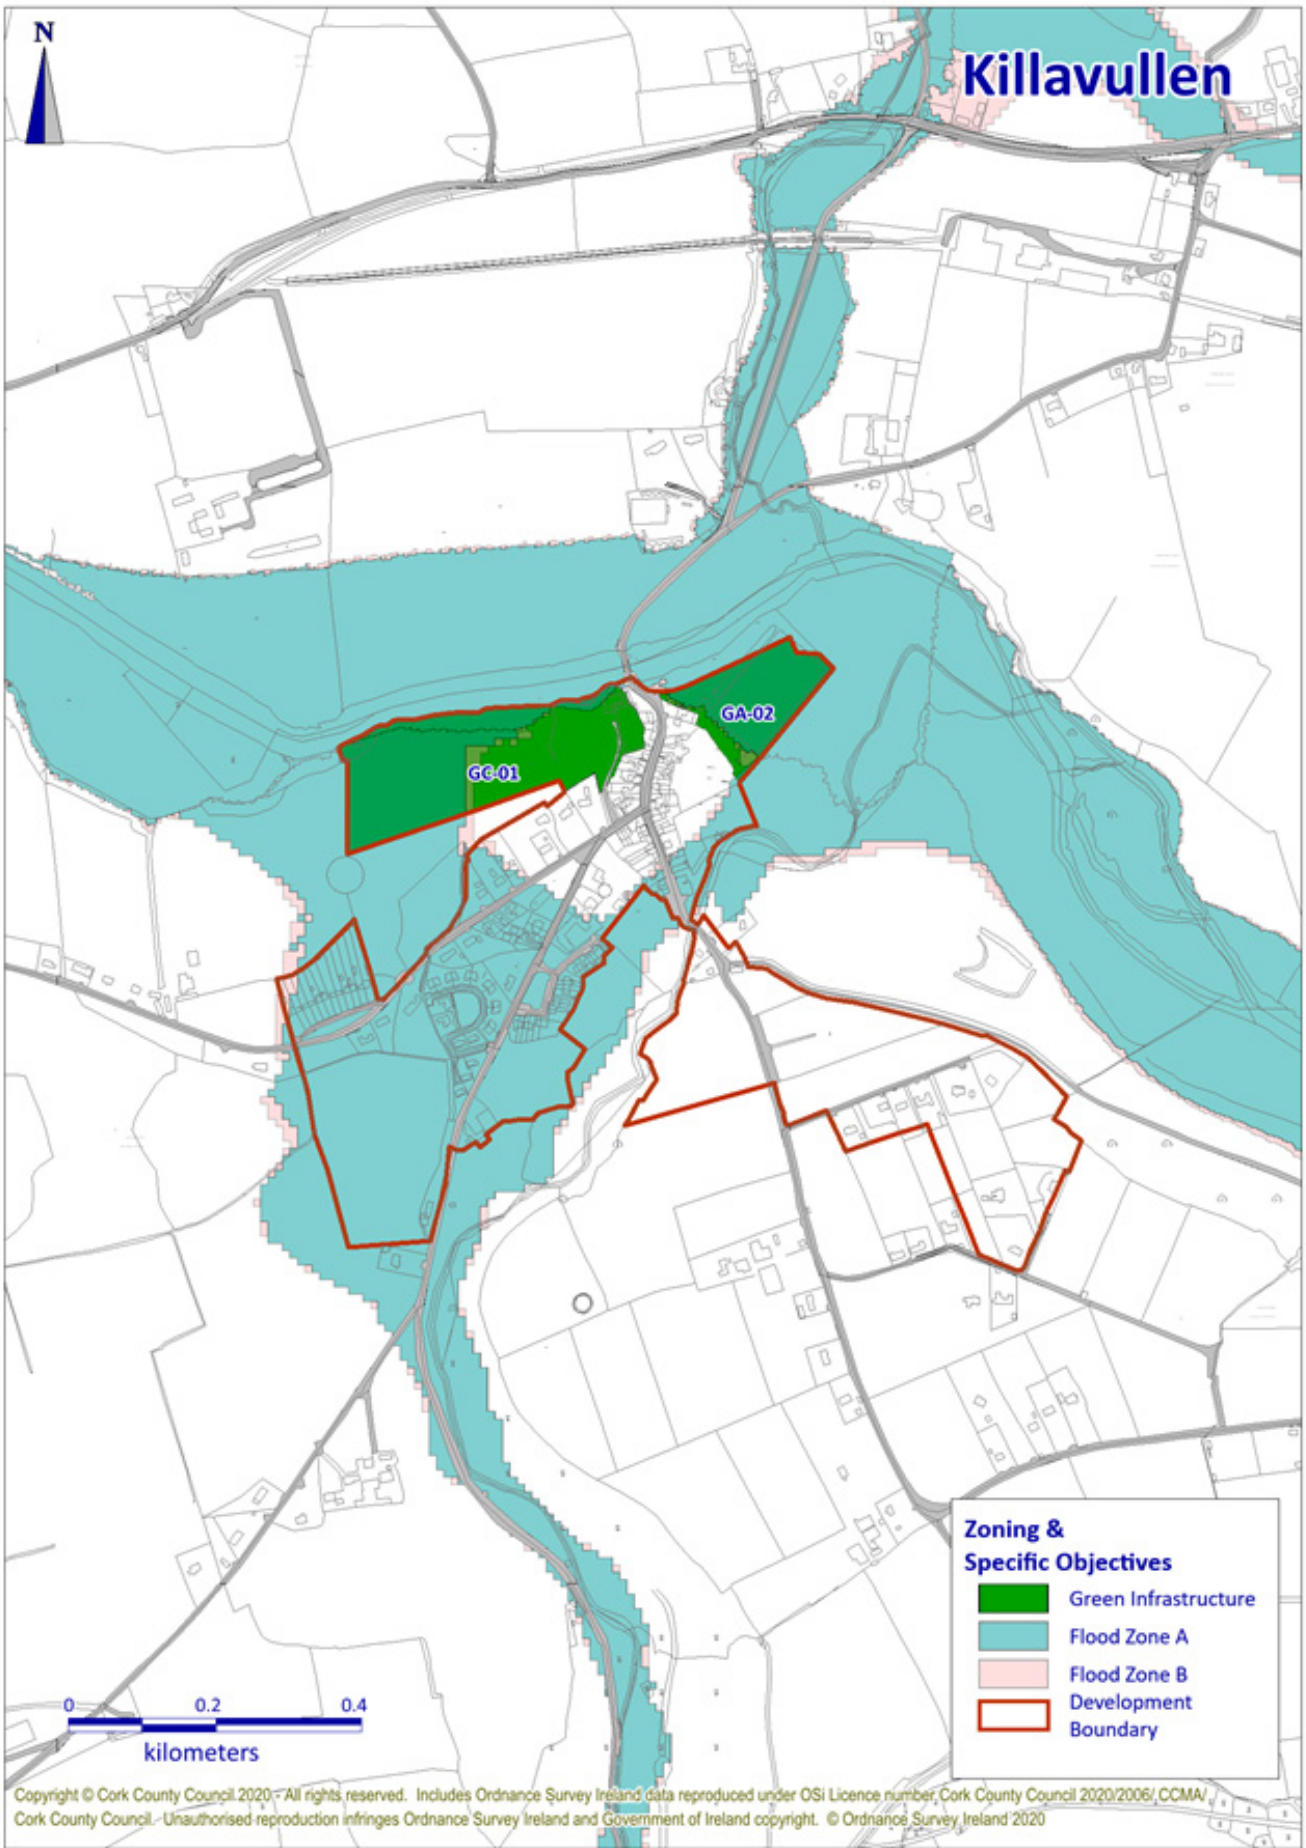 N
Killavullen
GA-02
GC-01
Zoning &
Specific Objectives
Green Infrastructure
Flood Zone A
Flood Zone B
Development
Boundary
0 0.2 0.4
kilometers
Copyright © Cork County Council 2020 - All rights reserved. Includes Ordnance Survey Ireland data reproduced under OSi Licence number Cork County Council 2020/2006/ CCMA/
Cork County Council. Unauthorised reproduction infringes Ordnance Survey Ireland and Government of Ireland copyright. © Ordnance Survey Ireland 2020